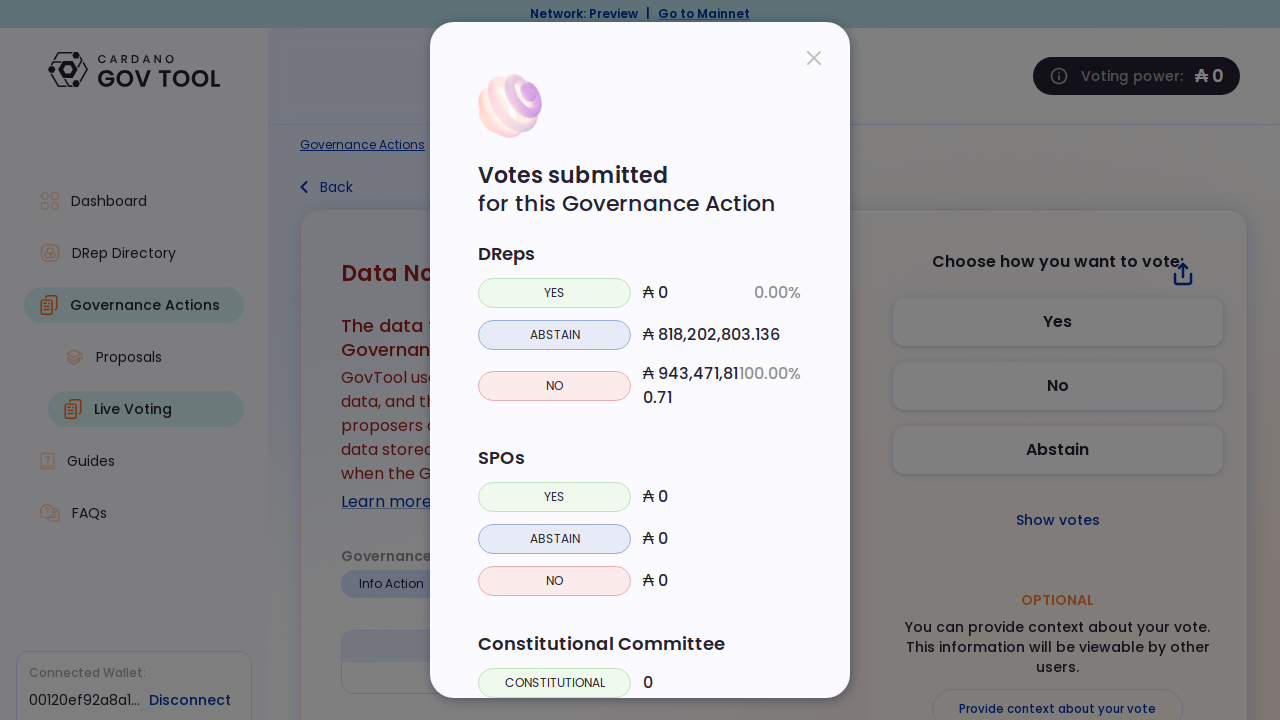 Network: Preview | Go to Mainnet
CARDANO
GOV TOOL
Voting power: ₳ 0
Dashboard
DRep Directory
Governance Actions
Proposals
Live Voting
Guides
FAQs
Connected Wallet:
00120ef92a8a1... Disconnect
Governance Actions
Back
Data No
The data
Governan
GovTool us
data, and th
proposers
data stored
when the G
Learn more
Governance
Info Action
Votes submitted
for this Governance Action
DReps
YES ₳ 0 0.00%
ABSTAIN ₳ 818,202,803.136
NO ₳ 943,471,81 100.00%
0.71
SPOs
YES ₳ 0
ABSTAIN ₳ 0
NO ₳ 0
Constitutional Committee
CONSTITUTIONAL 0
Choose how you want to vote:
Yes
No
Abstain
Show votes
OPTIONAL
You can provide context about your vote.
This information will be viewable by other
users.
Provide context about your vote